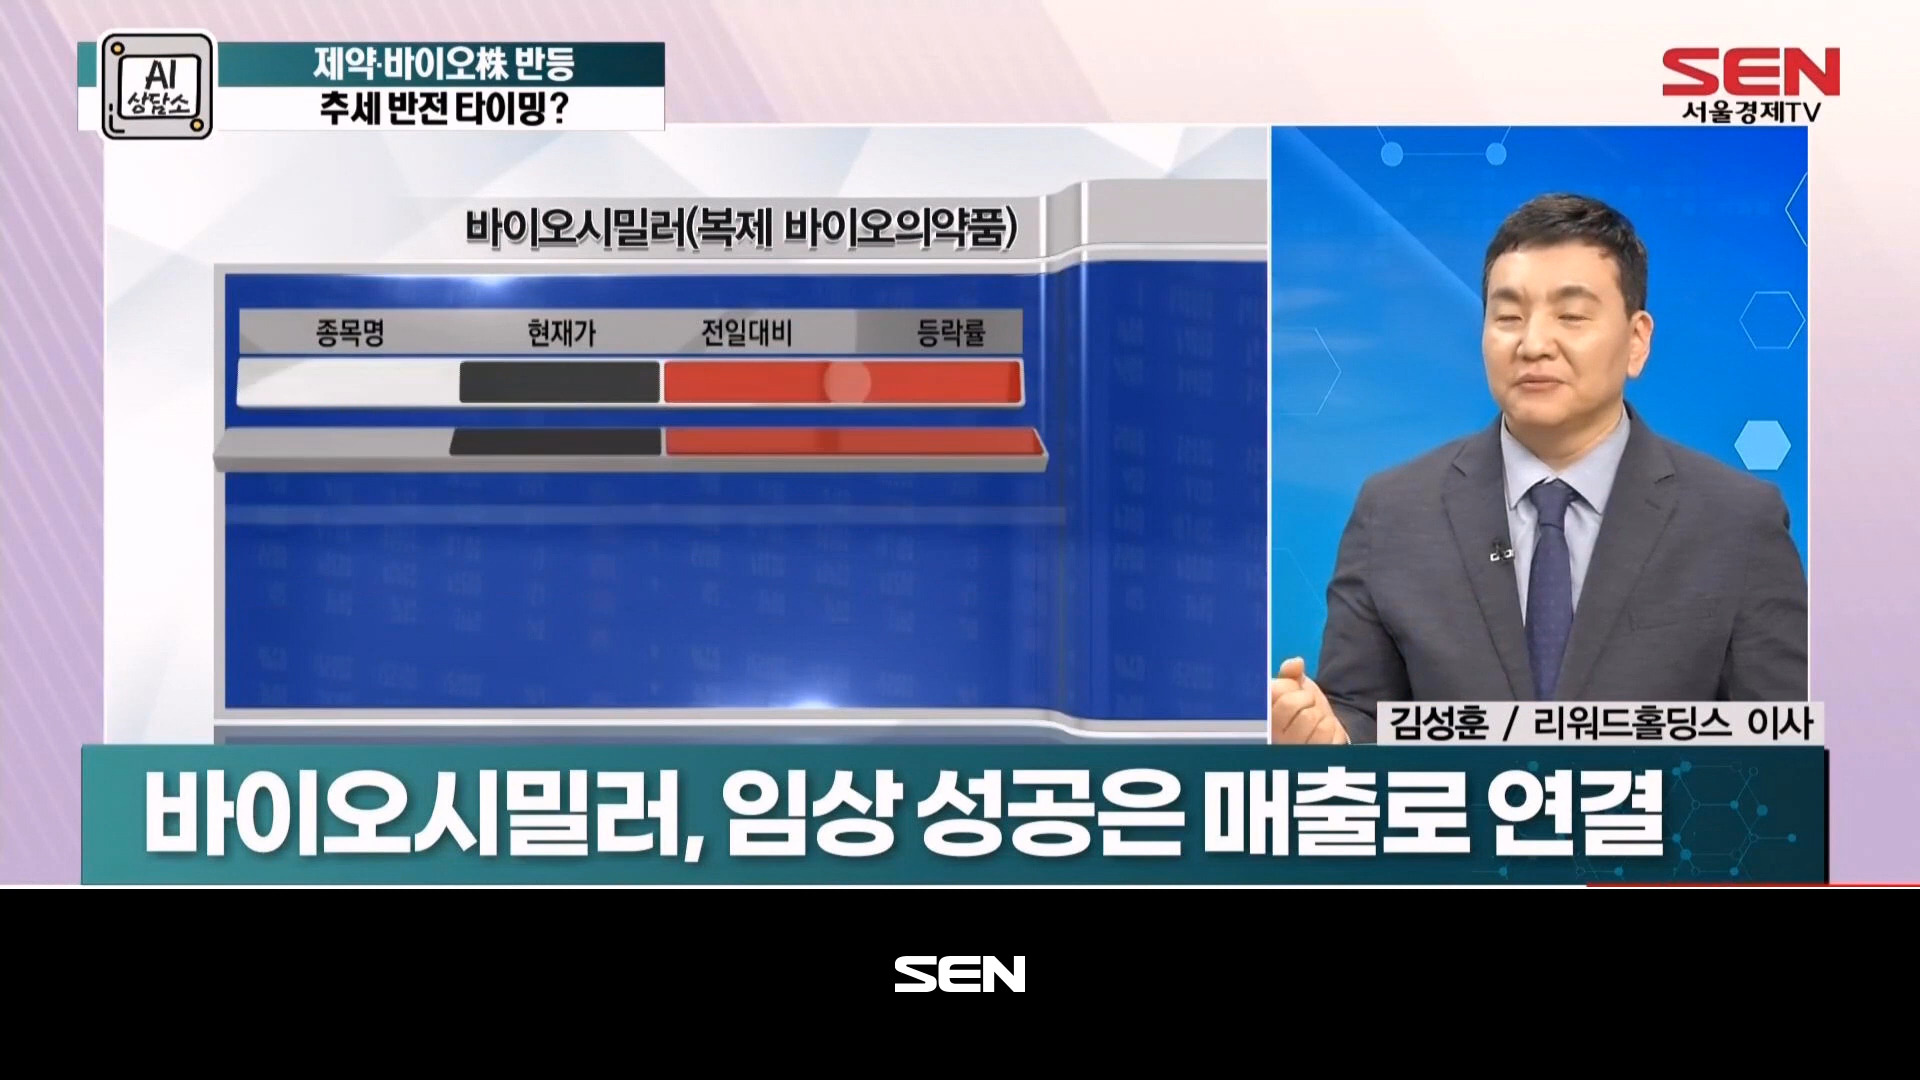 AI
상담소
제약·바이오株 반등
추세 반전 타이밍?
SEN
서울경제TV
바이오시밀러(복제 바이오의약품)
종목명 현재가 전일대비 등락률
김성훈 / 리워드홀딩스 이사
바이오시밀러, 임상 성공은 매출로 연결
SEN